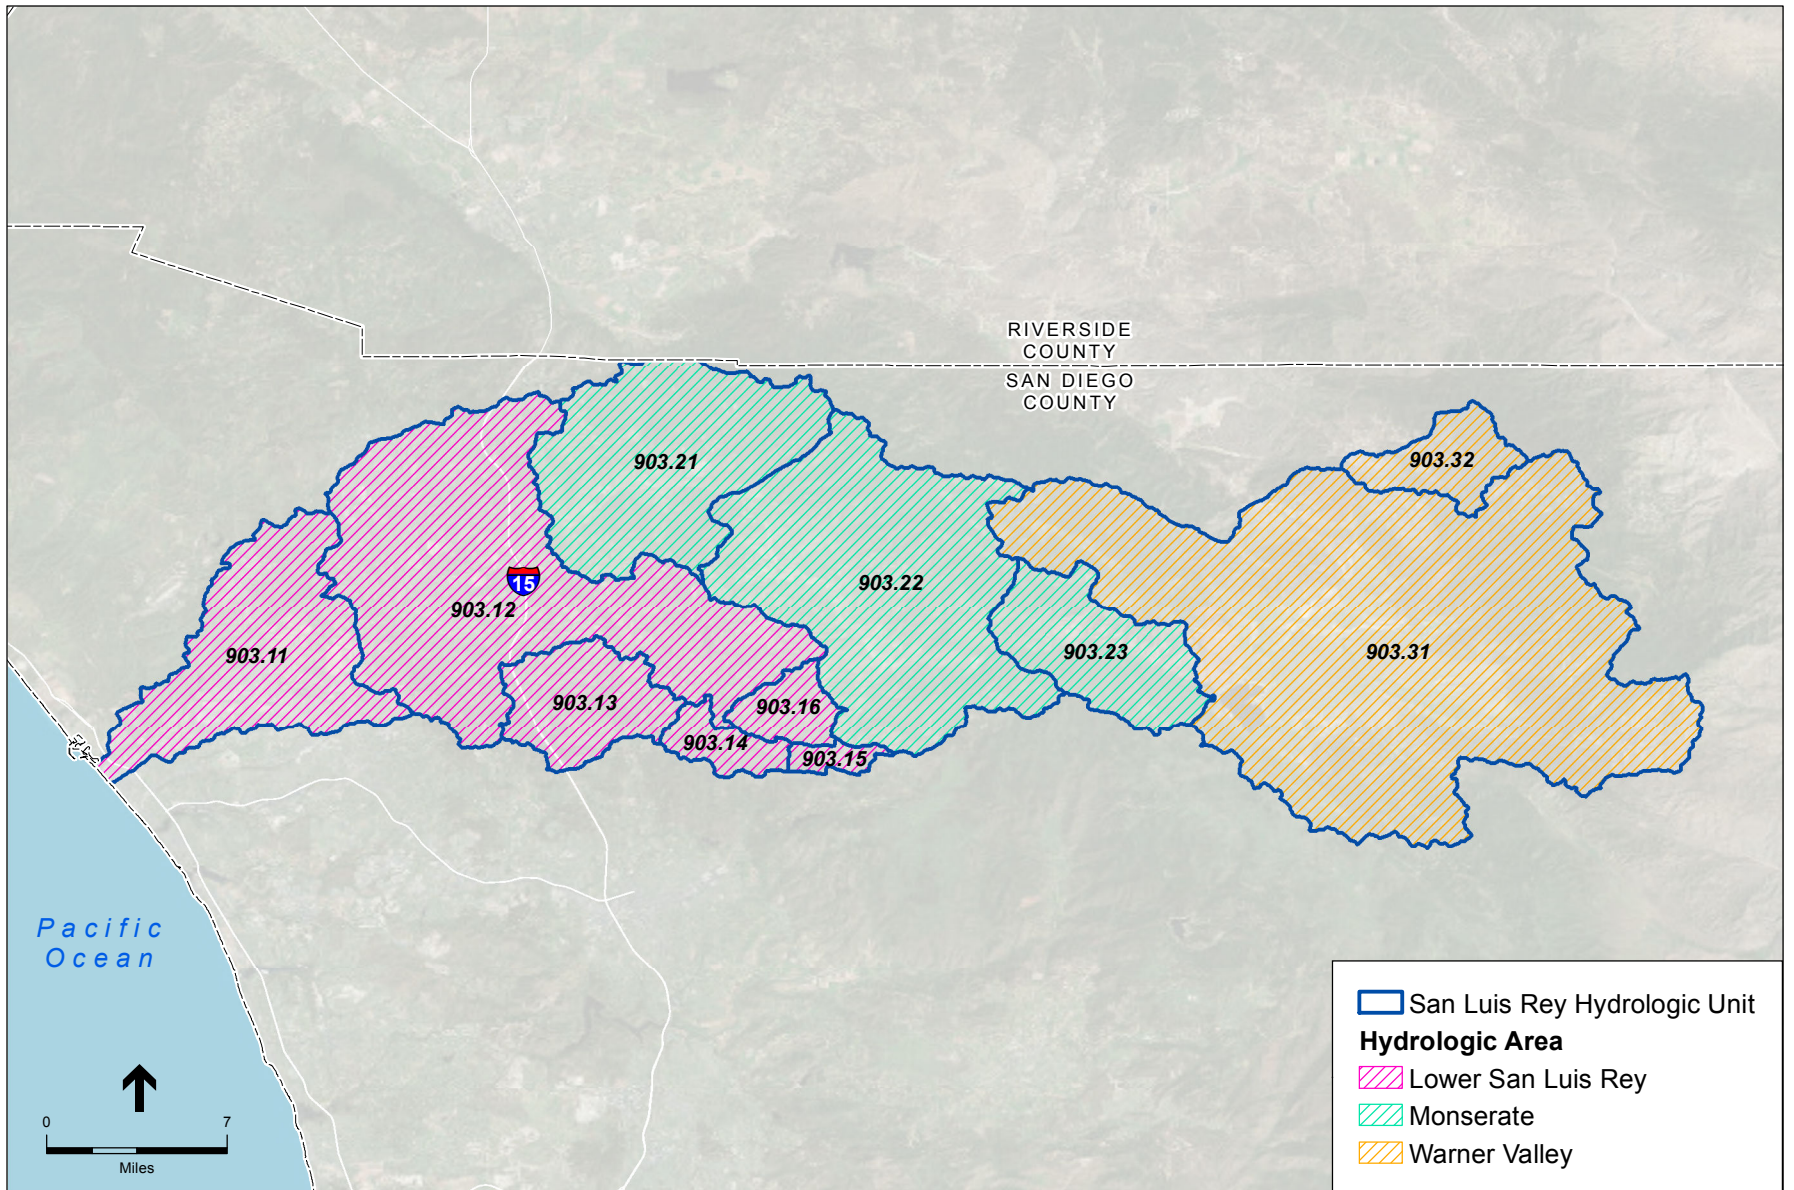 RIVERSIDE
COUNTY
SAN DIEGO
COUNTY
903.21
903.32
15
903.22
903.12
903.11
903.23
903.31
903.13
903.16
903.14
903.15
Pacific
Ocean
0 7
Miles
San Luis Rey Hydrologic Unit
Hydrologic Area
Lower San Luis Rey
Monserate
Warner Valley